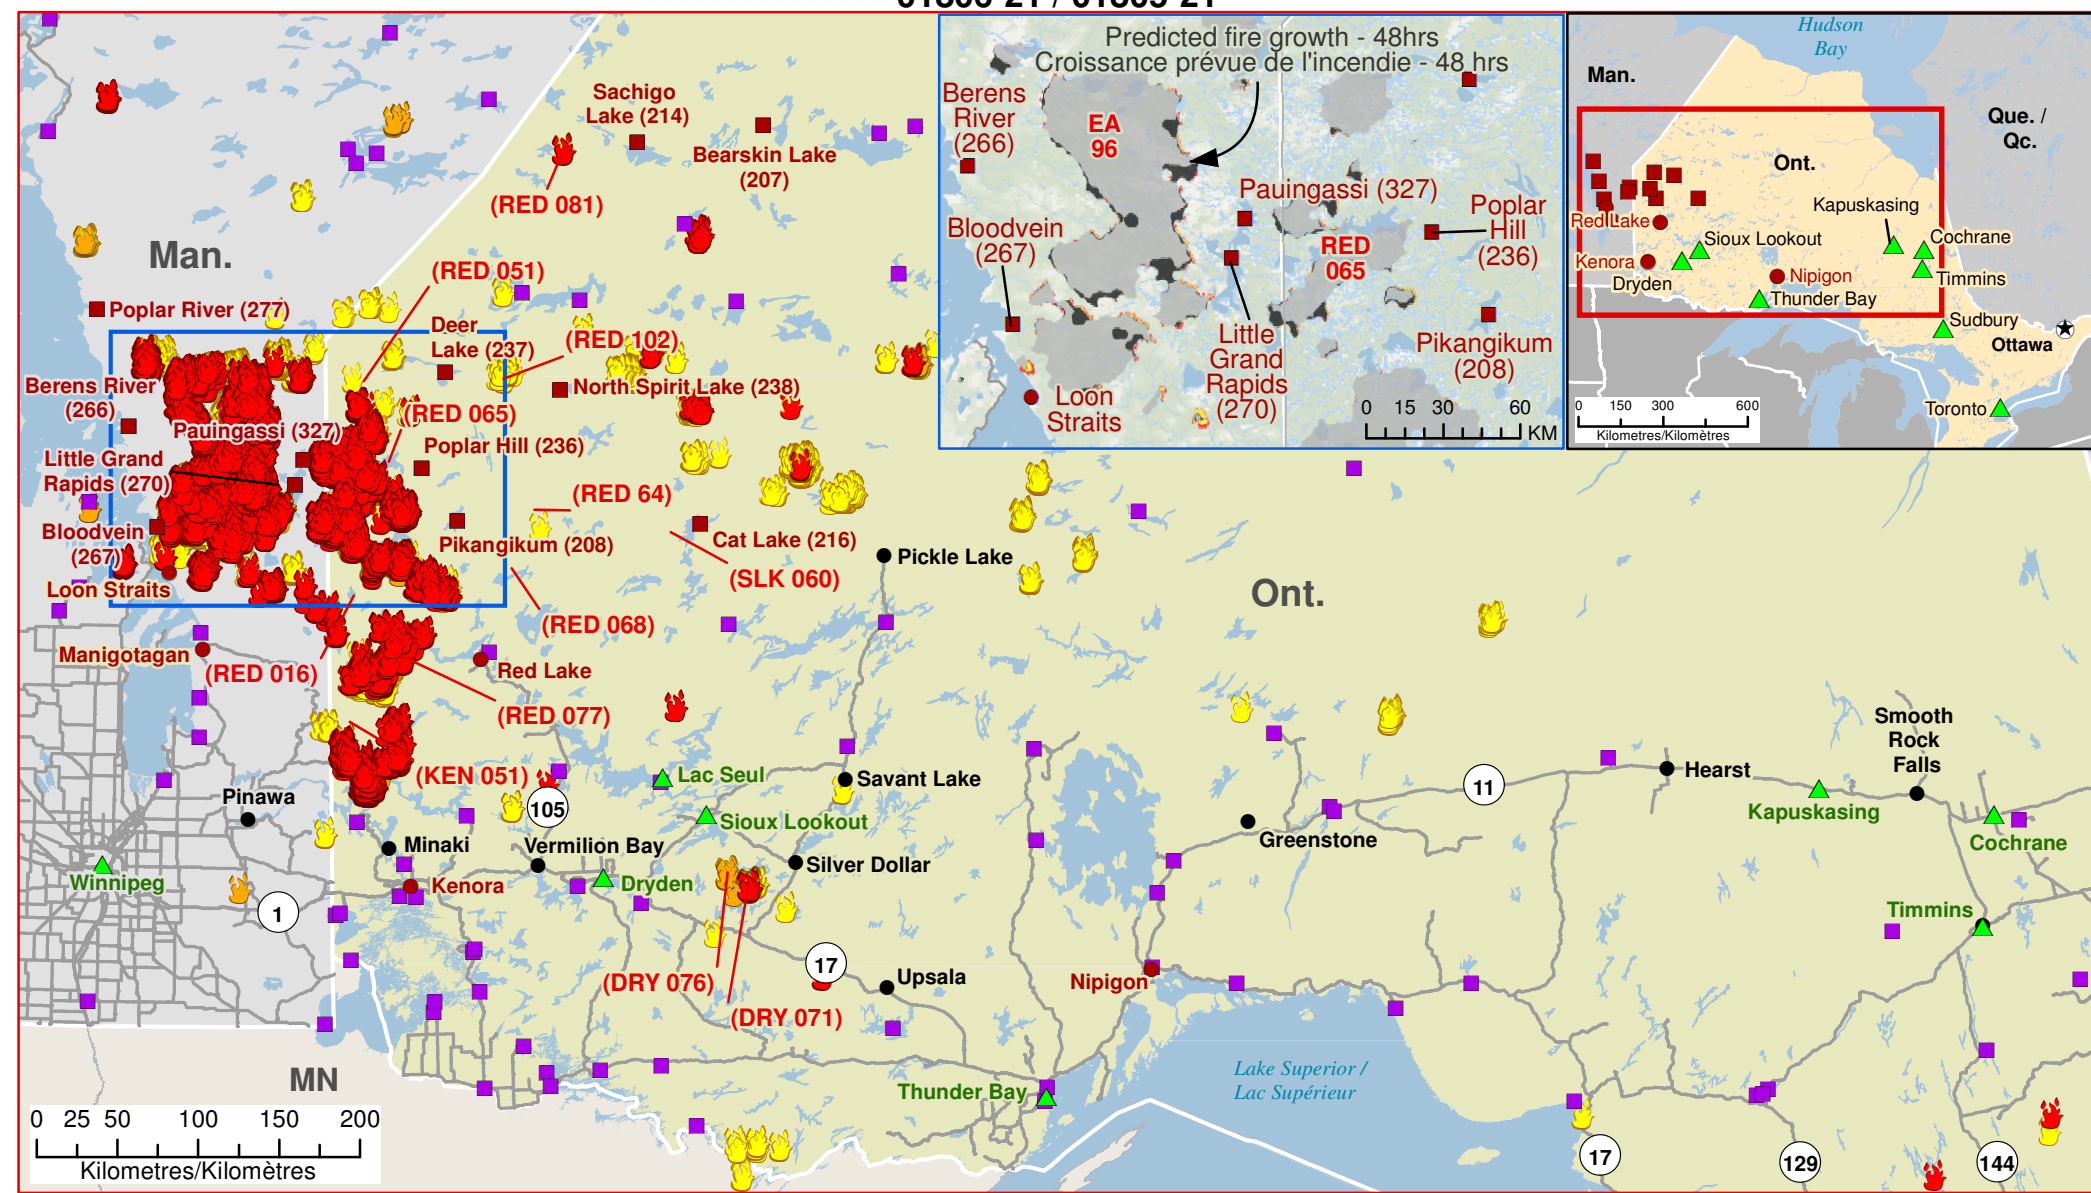 Sachigo
Lake (214)
Bearskin Lake
(207)
(RED 081)
Man.
(RED 051)
Poplar River (277)
Deer
Lake (237)
(RED 102)
Berens River
(266)
North Spirit Lake (238)
(RED 065)
Pauingassi (327)
Poplar Hill (236)
Little Grand
Rapids (270)
(RED 64)
Bloodvein
(267)
Pikangikum (208)
Cat Lake (216)
Pickle Lake
(SLK 060)
Loon Straits
Ont.
(RED 068)
Manigotagan
(RED 016)
Red Lake
(RED 077)
(KEN 051)
105
Lac Seul
Savant Lake
Pinawa
Sioux Lookout
Minaki
Vermilion Bay
Silver Dollar
Winnipeg
Kenora
Dryden
1
(DRY 076)
17
Upsala
(DRY 071)
Nipigon
11
Greenstone
Hearst
Smooth
Rock
Falls
Kapuskasing
Cochrane
Timmins
MN
Thunder Bay
Lake Superior /
Lac Supérieur
17
129
144
0 25 50 100 150 200
Kilometres/Kilomètres
Predicted fire growth - 48hrs
Croissance prévue de l'incendie - 48 hrs
Berens
River
(266)
EA
96
Pauingassi (327)
Bloodvein
(267)
RED
065
Poplar
Hill
(236)
Little
Grand
Rapids
(270)
Pikangikum
(208)
Loon
Straits
0 15 30 60
KM
Hudson
Bay
Man.
Que. /
Qc.
Ont.
Kapuskasing
Red Lake
Sioux Lookout
Cochrane
Kenora
Nipigon
Timmins
Dryden
Thunder Bay
Sudbury
Ottawa
Toronto
0 150 300 600
Kilometres/Kilomètres